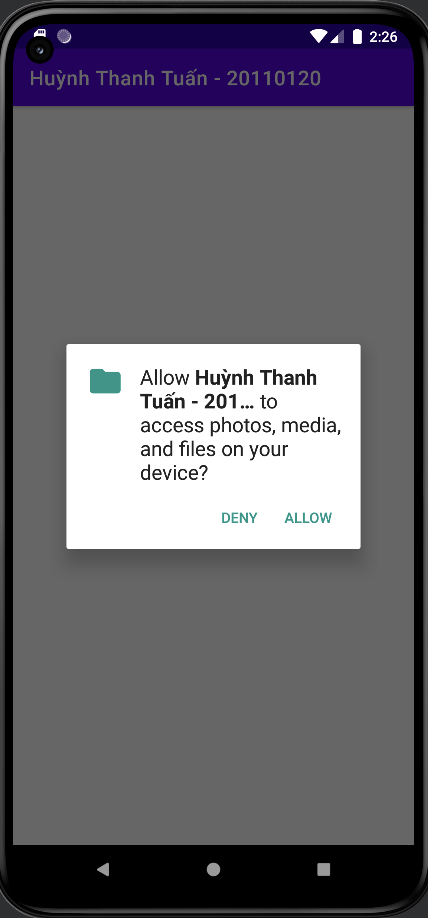 2:26
Huỳnh Thanh Tuấn - 20110120
Allow Huỳnh Thanh
Tuấn - 201... to
access photos, media,
and files on your
device?
DENY ALLOW